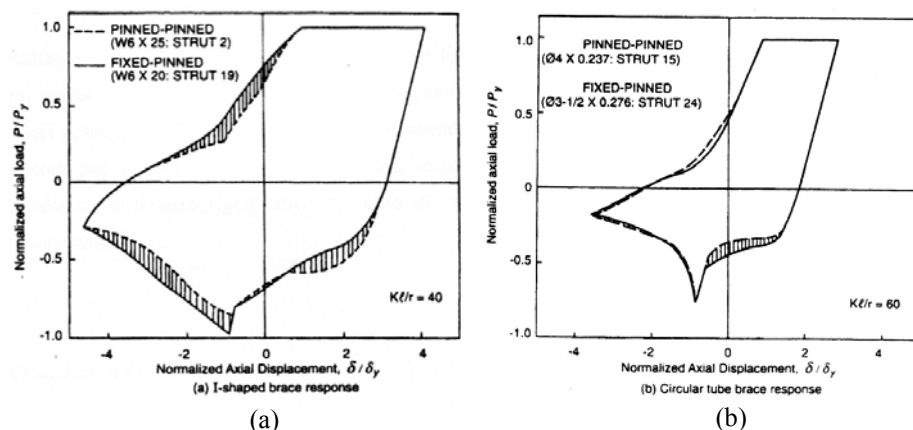 1.0
PINNED-PINNED
(W6 X 25: STRUT 2)
FIXED-PINNED
(W6 X 20: STRUT 19)
0.5
0
-0.5
-1.0
Normalized axial load, P/Py
Kℓ/r = 40
-4 -2 0 2 4
Normalized Axial Displacement, δ/δy
(a) I-shaped brace response
(a)
1.0
PINNED-PINNED
(Ø4 X 0.237: STRUT 15)
FIXED-PINNED
(Ø3-1/2 X 0.276: STRUT 24)
0.5
0
-0.5
-1.0
Normalized axial load, P/Py
Kℓ/r = 60
-4 -2 0 2 4
Normalized Axial Displacement, δ/δy
(b) Circular tube brace response
(b)